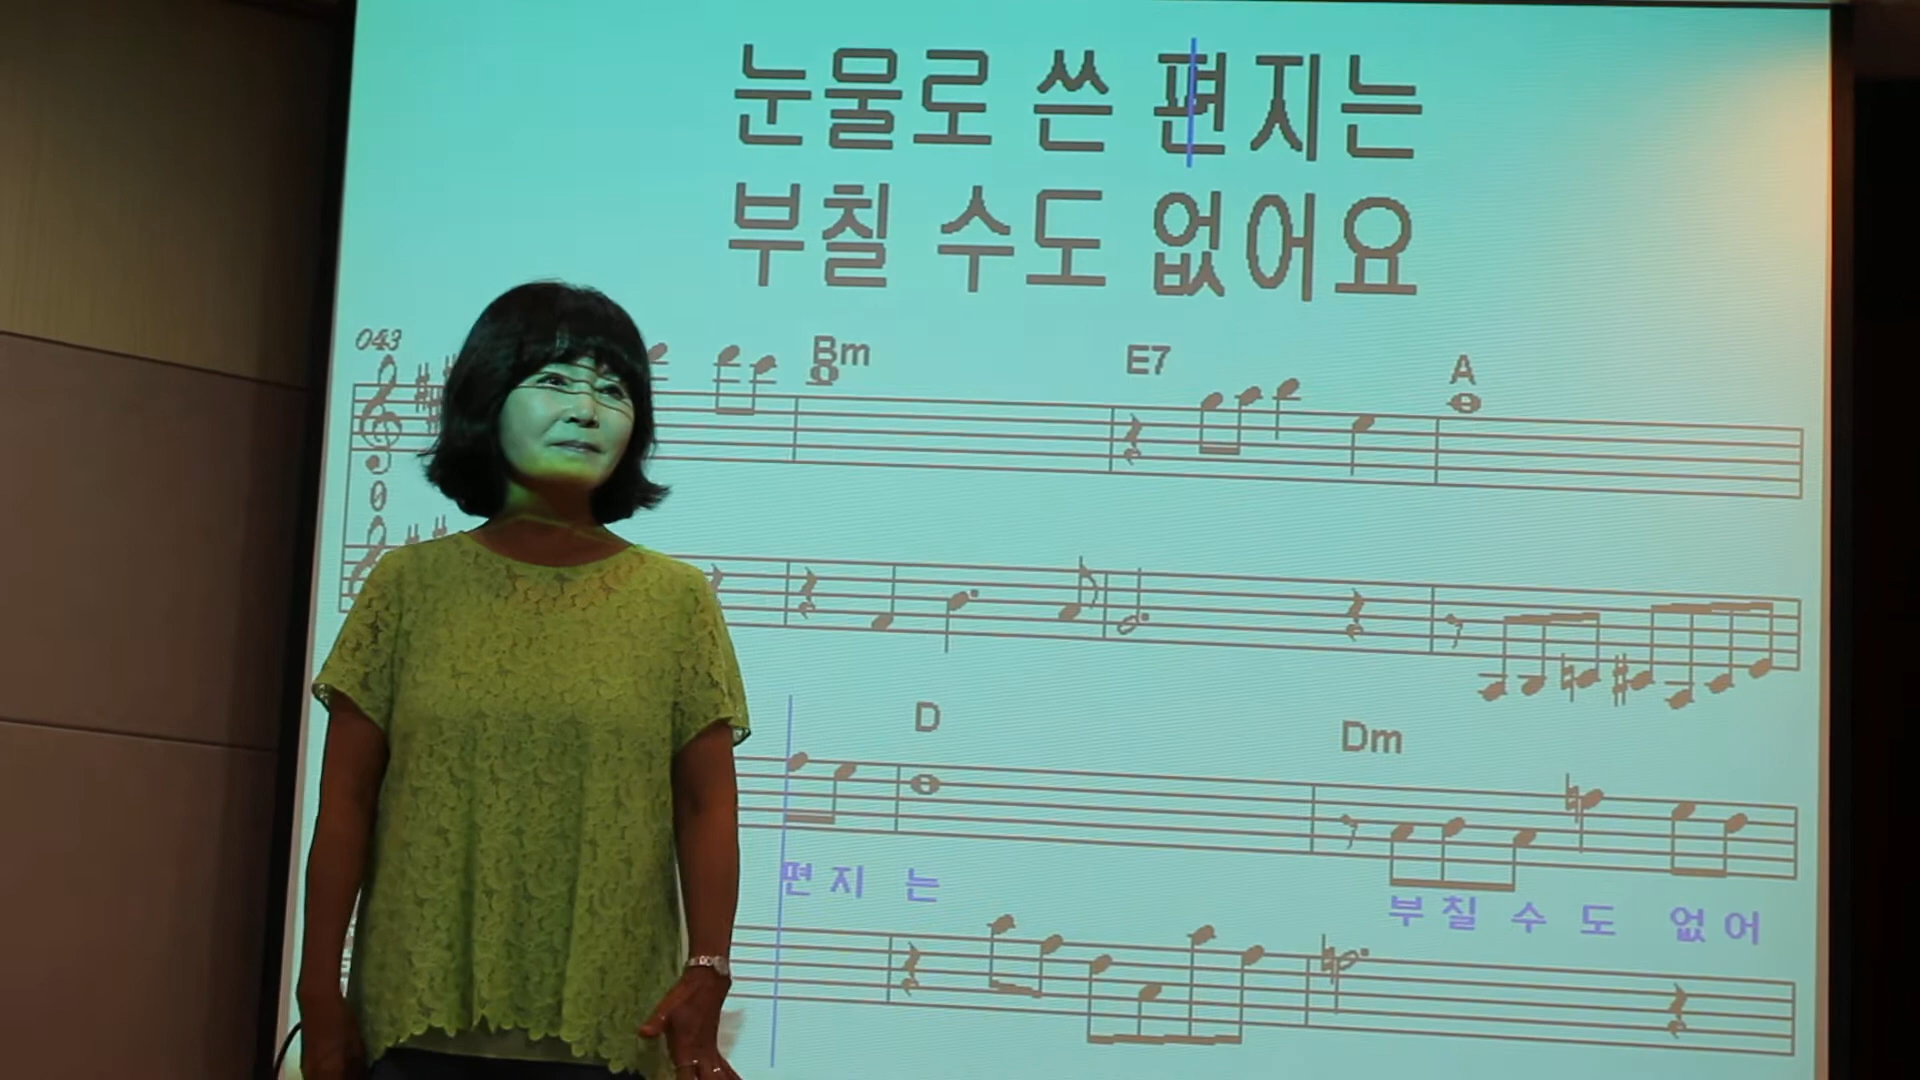 눈물로 쓴 편지는
부칠 수도 없어요
043
Bm E7 A
0
D Dm
편지 는 부칠 수 도 없어